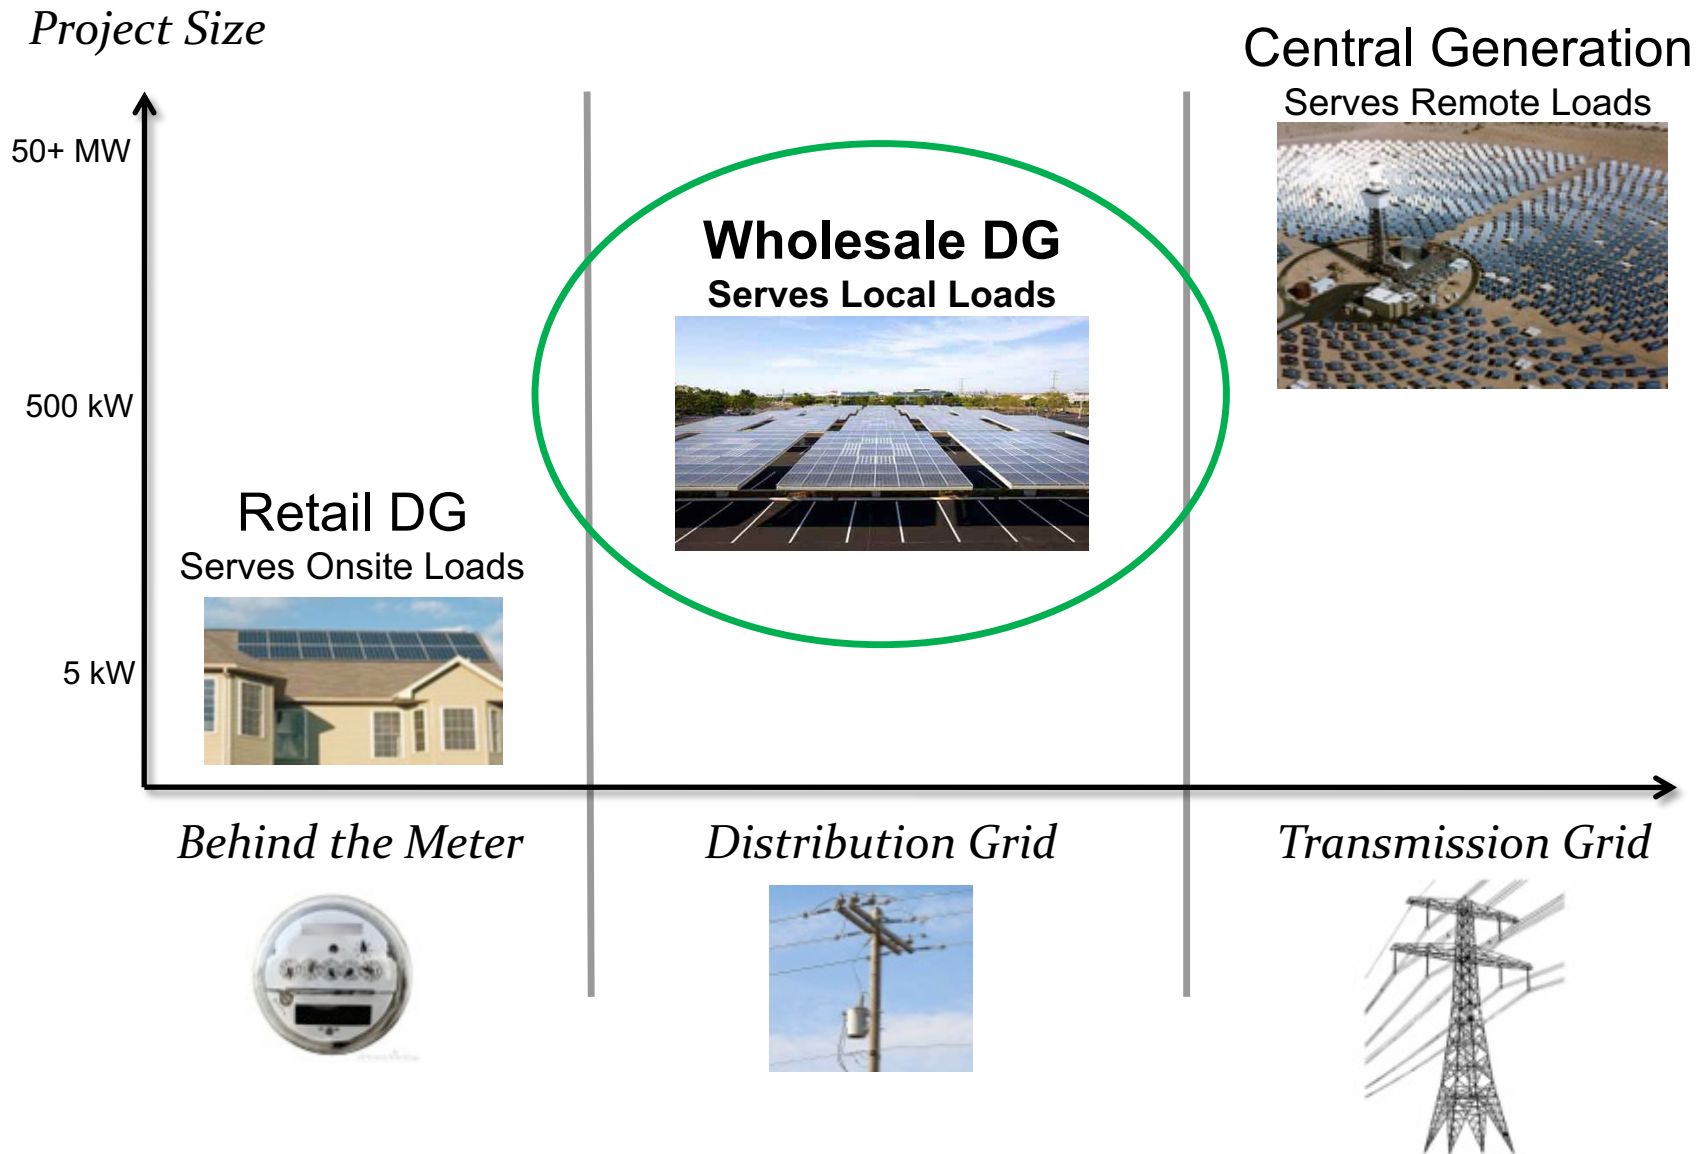 Project Size
Central Generation
Serves Remote Loads
50+ MW
Wholesale DG
Serves Local Loads
500 kW
Retail DG
Serves Onsite Loads
5 kW
Behind the Meter
Distribution Grid
Transmission Grid